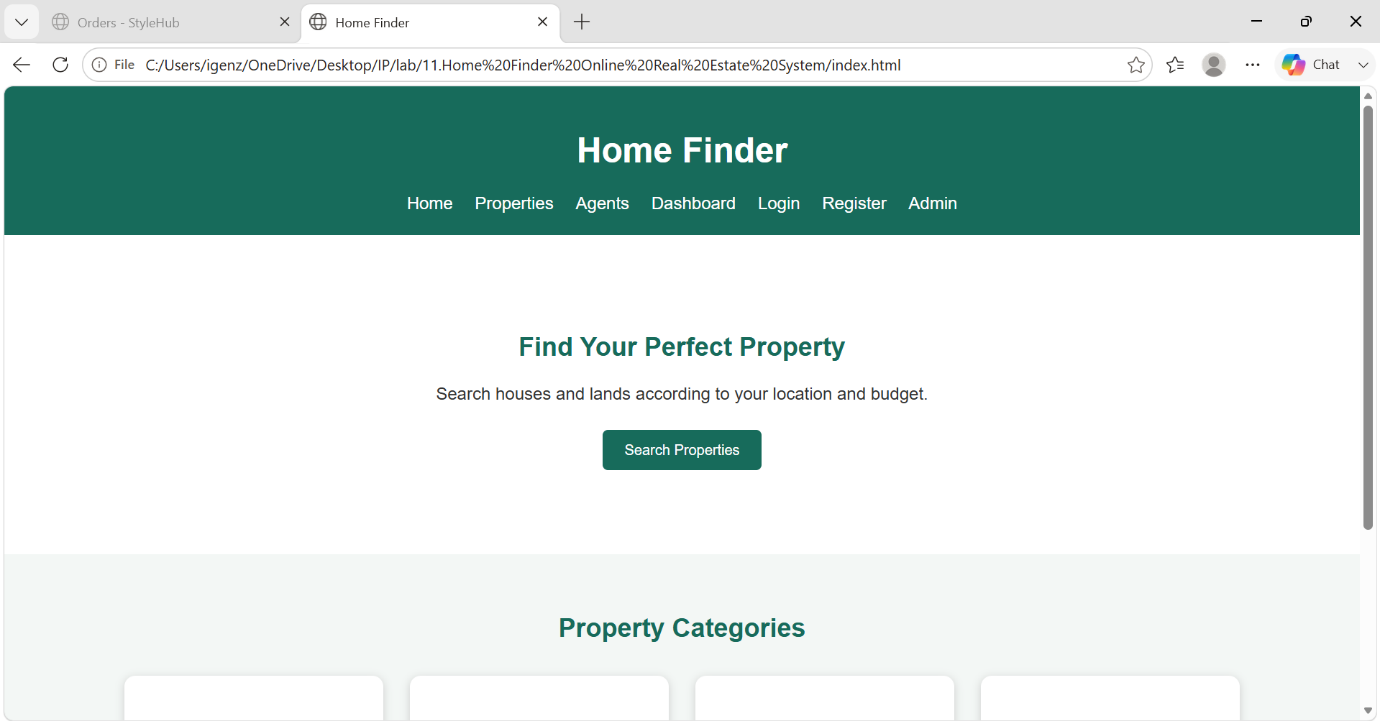 Orders - StyleHub
Home Finder
File C:/Users/igenz/OneDrive/Desktop/IP/lab/11.Home%20Finder%20Online%20Real%20Estate%20System/index.html
Chat
Home Finder
Home Properties Agents Dashboard Login Register Admin
Find Your Perfect Property
Search houses and lands according to your location and budget.
Search Properties
Property Categories